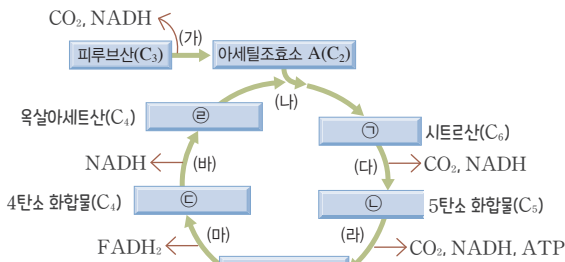 CO₂, NADH
(가)
피루브산(C₃)
아세틸조효소 A(C₂)
(나)
옥살아세트산(C₄)
㉣
㉠
시트르산(C₆)
NADH
(바)
(다)
CO₂, NADH
4탄소 화합물(C₄)
㉢
㉡
5탄소 화합물(C₅)
FADH₂
(마)
(라)
CO₂, NADH, ATP